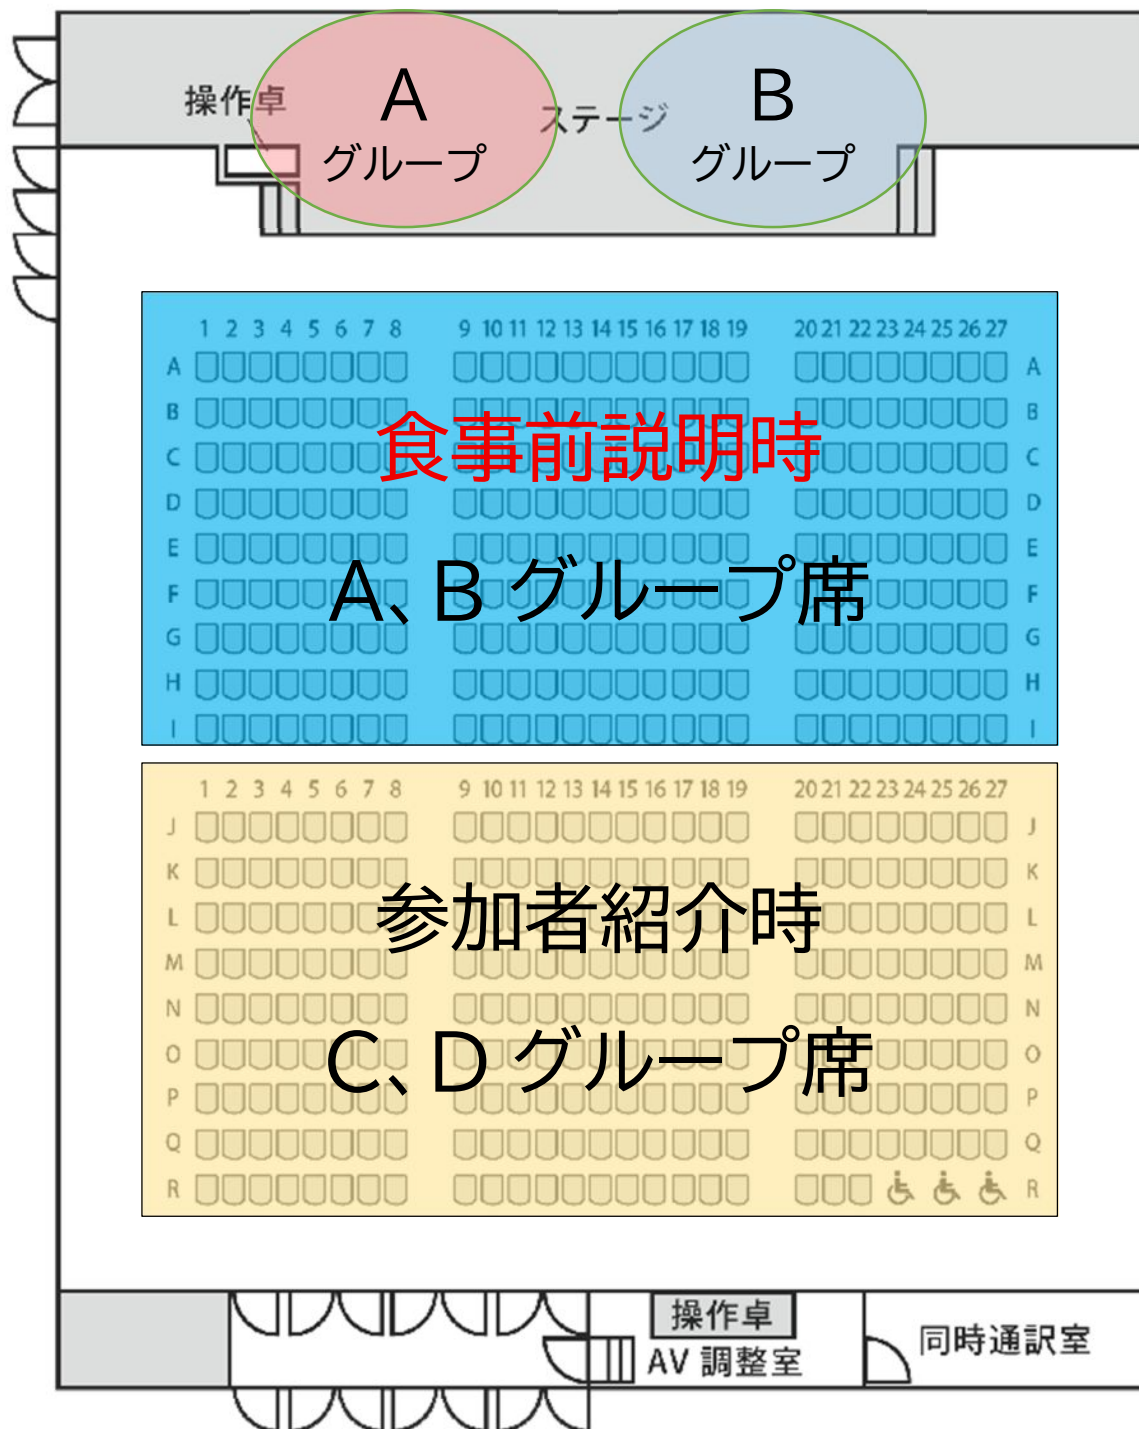 操作卓
A
グループ
ステージ
B
グループ
1 2 3 4 5 6 7 8 9 10 11 12 13 14 15 16 17 18 19 20 21 22 23 24 25 26 27
A A
B B
食事前説明時
C C
D D
E E
A、B グループ席
F F
G G
H H
I I
1 2 3 4 5 6 7 8 9 10 11 12 13 14 15 16 17 18 19 20 21 22 23 24 25 26 27
J J
K K
参加者紹介時
L L
M M
N N
O O
C、D グループ席
P P
Q Q
R R
操作卓
AV 調整室
同時通訳室